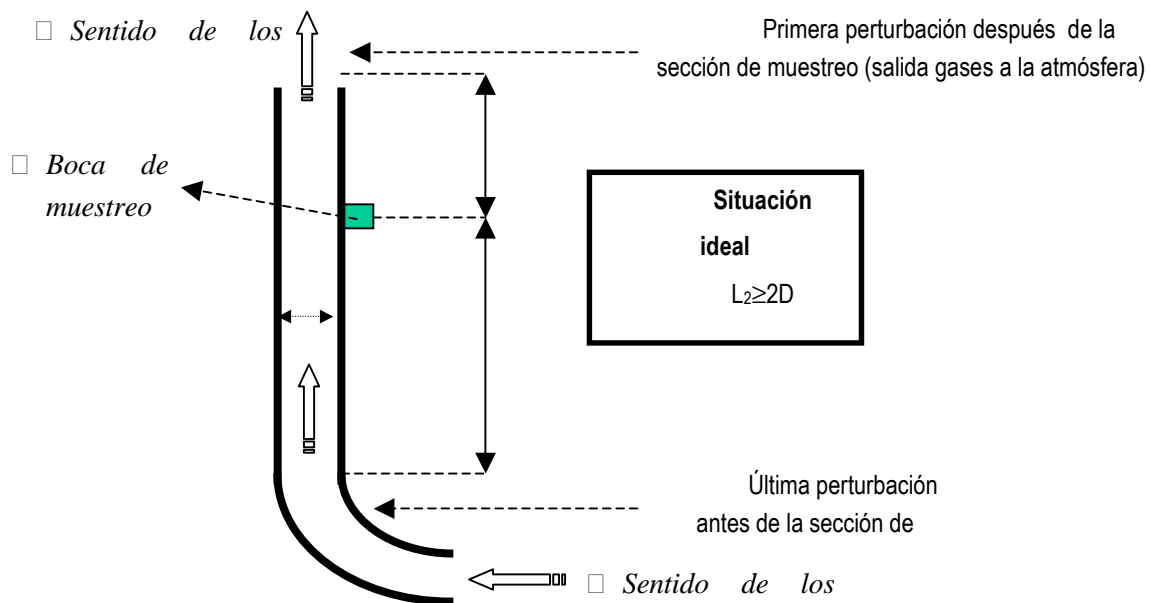 □ Sentido de los
Primera perturbación después de la
sección de muestreo (salida gases a la atmósfera)
□ Boca de
muestreo
Situación
ideal
L₂≥2D
Última perturbación
antes de la sección de
□ Sentido de los